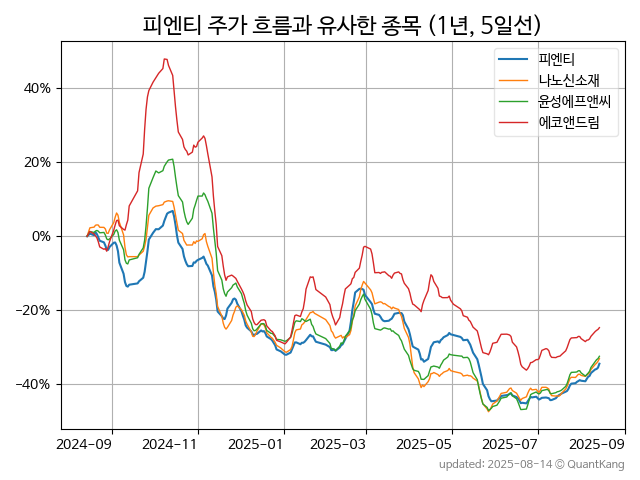 피엔티 주가 흐름과 유사한 종목 (1년, 5일선)
피엔티
나노신소재
윤성에프앤씨
에코앤드림
40%
20%
0%
−20%
−40%
2024-09 2024-11 2025-01 2025-03 2025-05 2025-07 2025-09
updated: 2025-08-14 © QuantKang